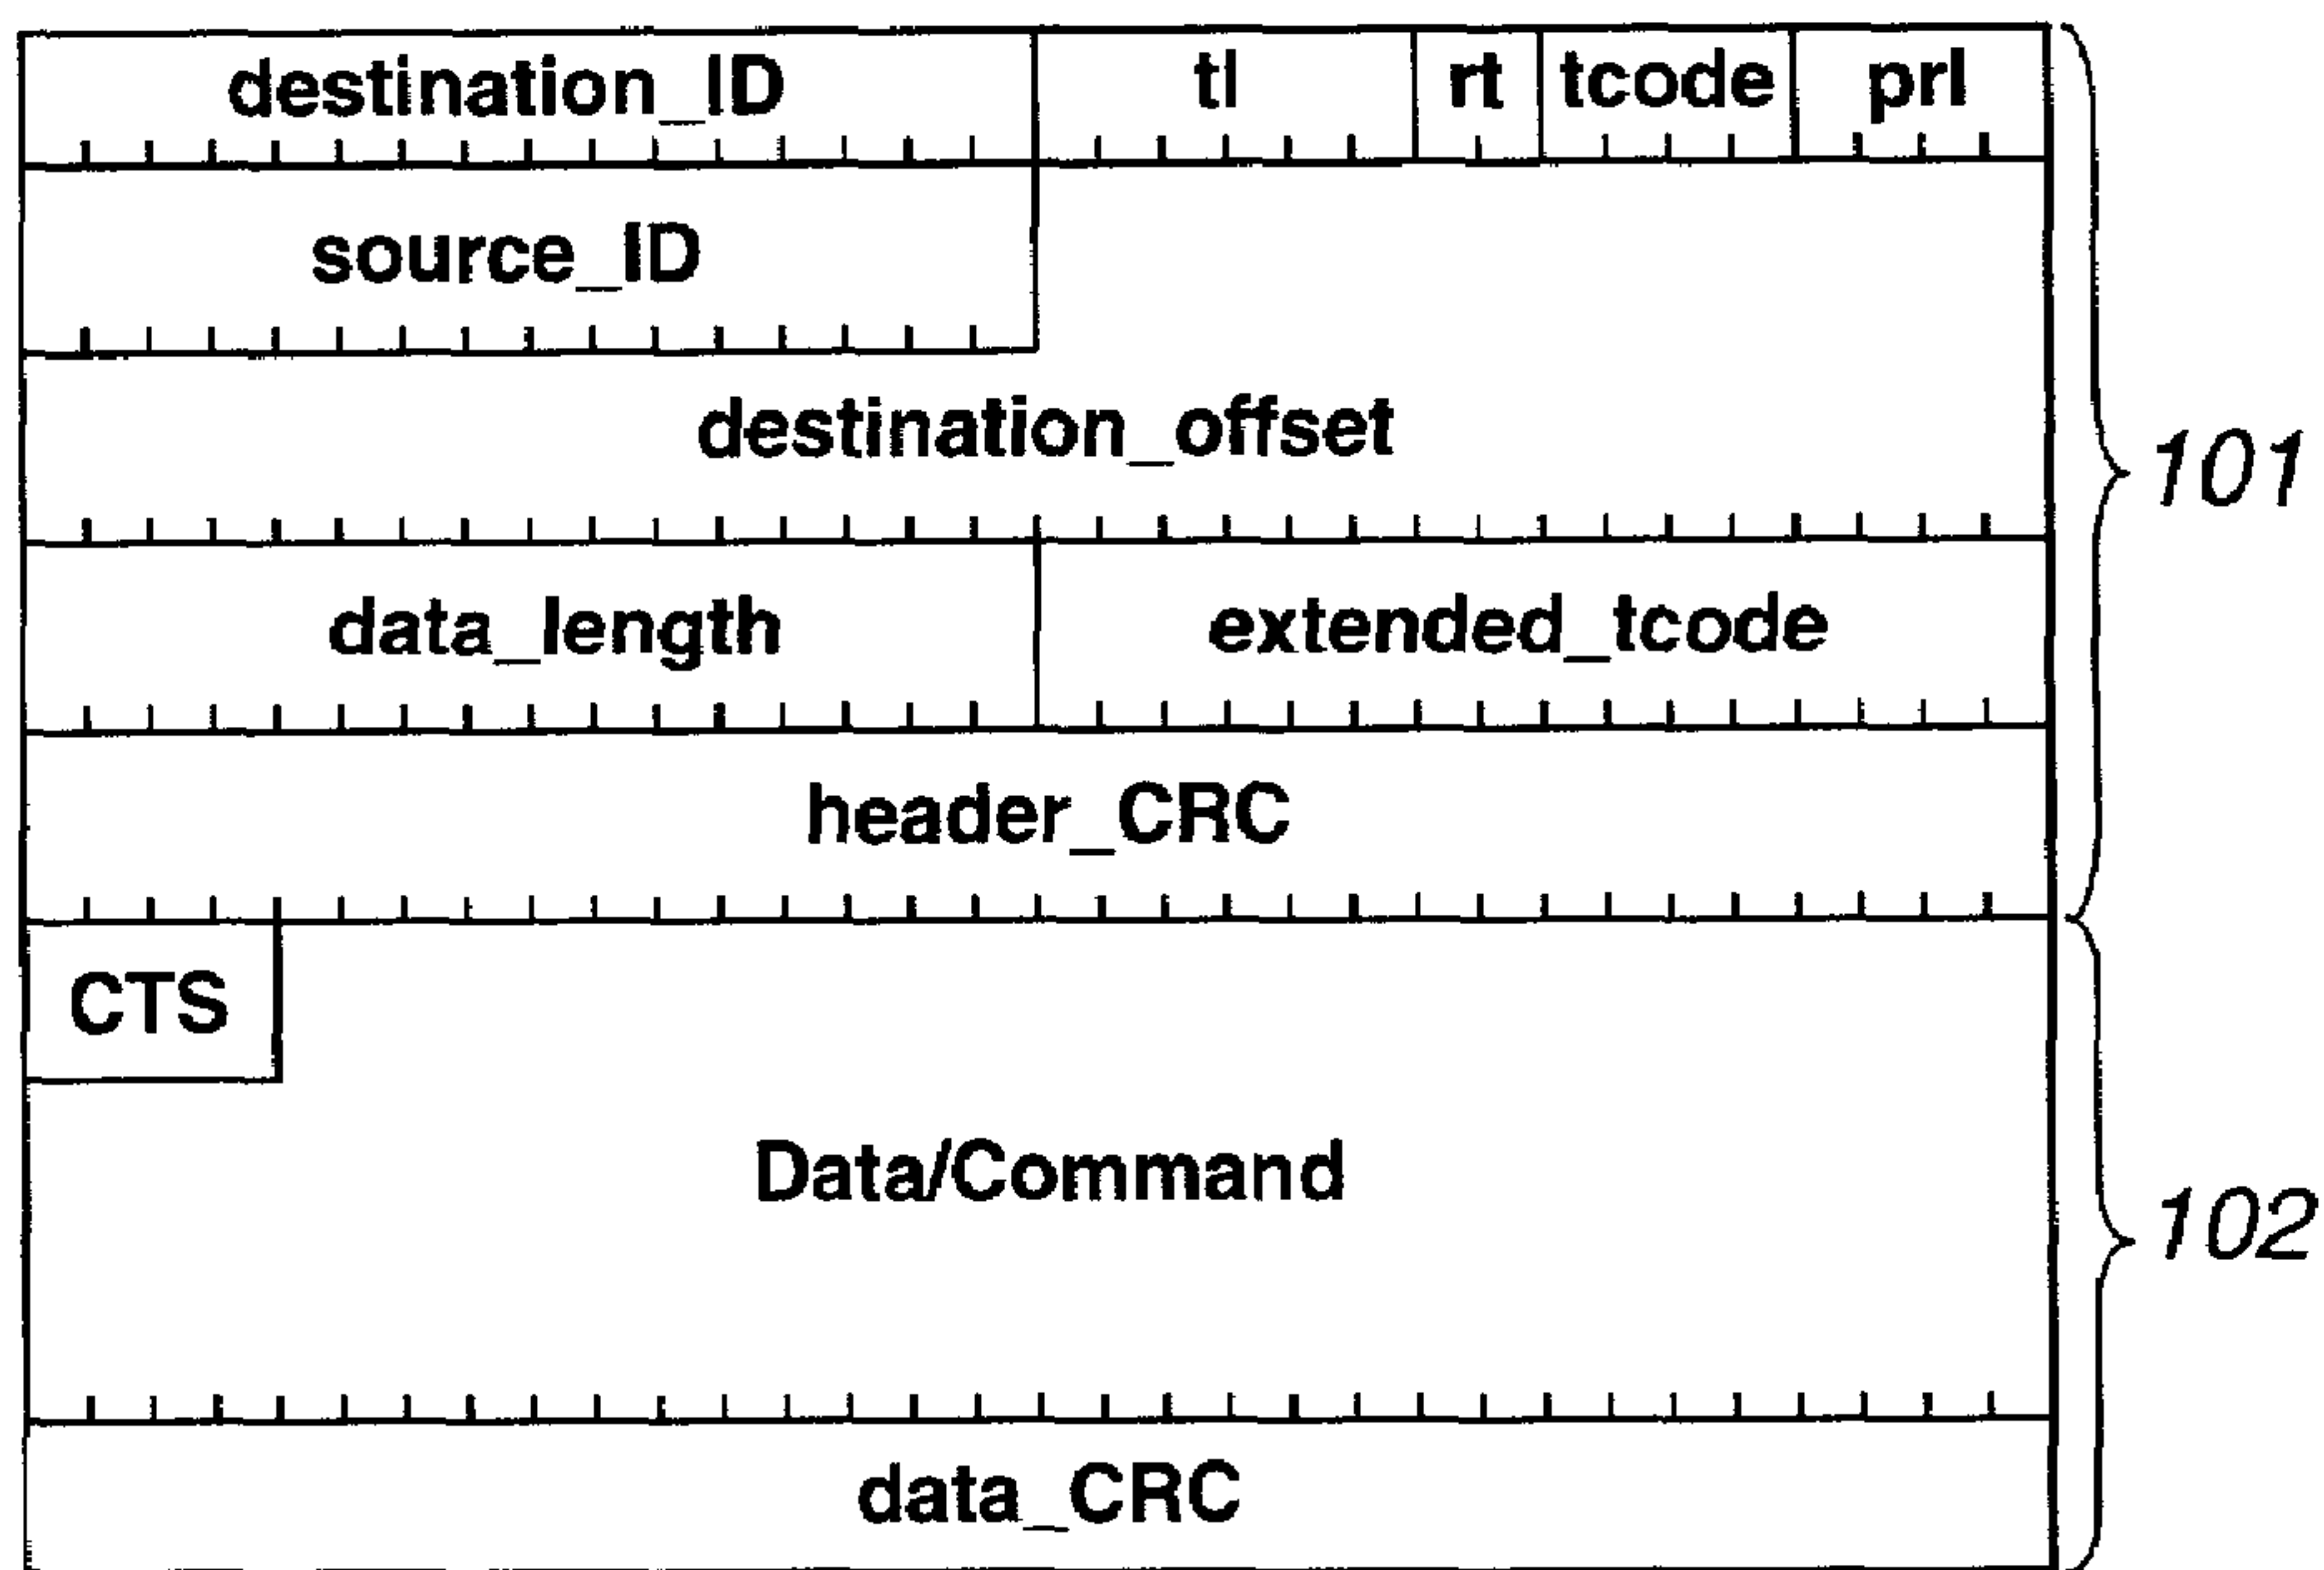 destination_ID tl rt tcode prl
source_ID
destination_offset
101
data_length extended_tcode
header_CRC
CTS
Data/Command
102
data_CRC